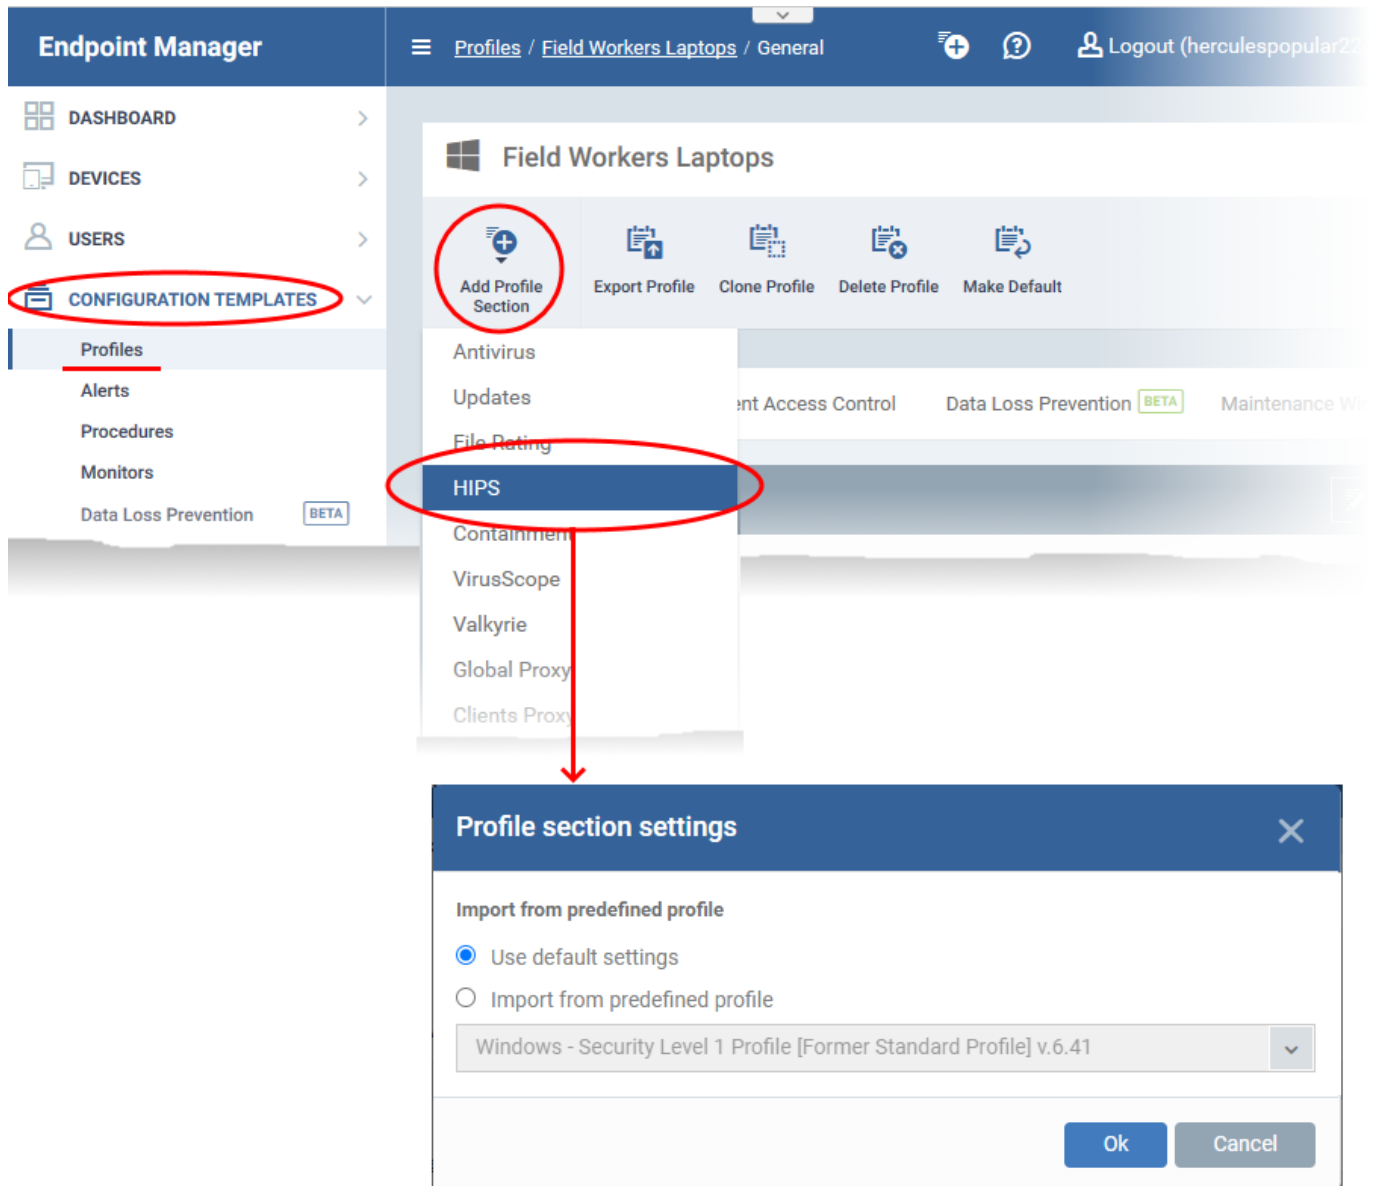 Endpoint Manager
Profiles / Field Workers Laptops / General
Logout (herculespopular22
DASHBOARD
DEVICES
USERS
CONFIGURATION TEMPLATES
Profiles
Alerts
Procedures
Monitors
Data Loss Prevention BETA
Field Workers Laptops
Add Profile Section
Export Profile
Clone Profile
Delete Profile
Make Default
Antivirus
Updates
File Rating
HIPS
Containment
VirusScope
Valkyrie
Global Proxy
Clients Proxy
ent Access Control
Data Loss Prevention BETA
Maintenance Wi
Profile section settings
Import from predefined profile
Use default settings
Import from predefined profile
Windows - Security Level 1 Profile [Former Standard Profile] v.6.41
Ok
Cancel